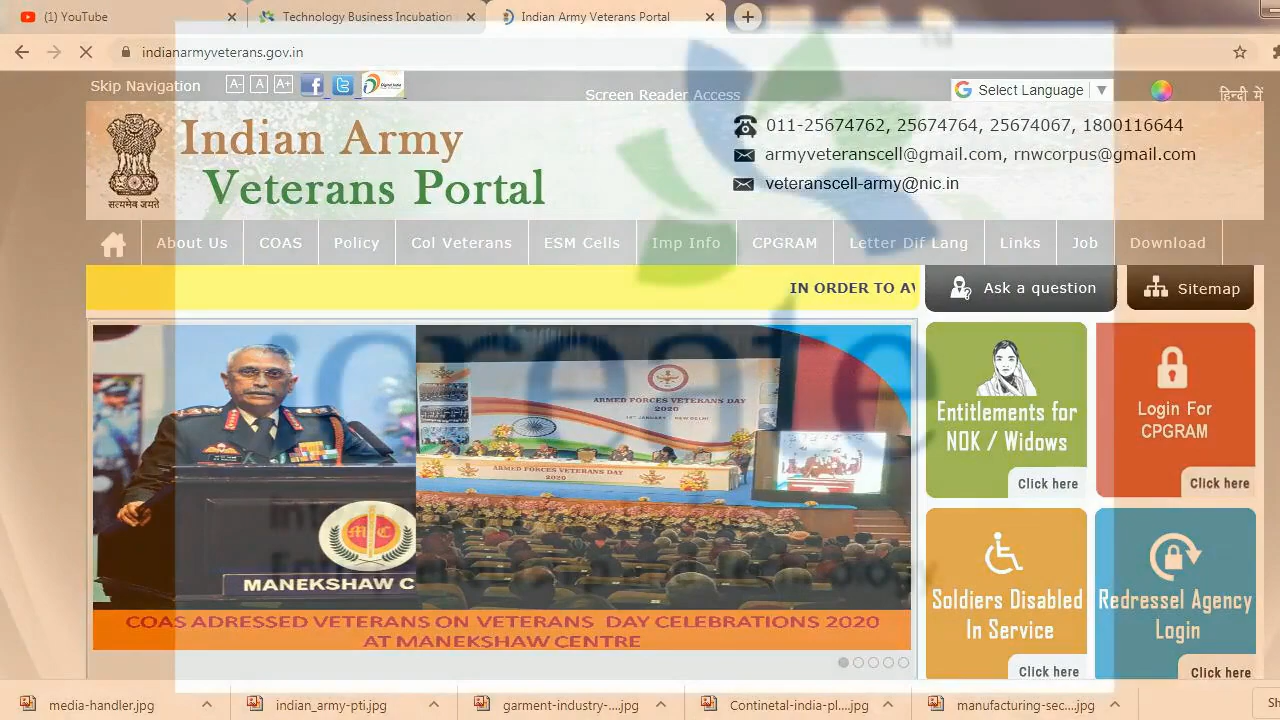 (1) YouTube
Technology Business Incubation
Indian Army Veterans Portal
indianarmyveterans.gov.in
Skip Navigation
A-
A
A+
Screen Reader Access
Select Language
हिन्दी में
Indian Army
Veterans Portal
सत्यमेव जयते
011-25674762, 25674764, 25674067, 1800116644
armyveteranscell@gmail.com, rnwcorpus@gmail.com
veteranscell-army@nic.in
About Us
COAS
Policy
Col Veterans
ESM Cells
Imp Info
CPGRAM
Letter Dif Lang
Links
Job
Download
IN ORDER TO
Ask a question
Sitemap
create
ARMED FORCES VETERANS DAY
2020
14TH JANUARY NEW DELHI
ARMED FORCES VETERANS DAY
2020
MANEKSHAW C
COAS ADRESSED VETERANS ON VETERANS DAY CELEBRATIONS 2020
AT MANEKSHAW CENTRE
Entitlements for
NOK / Widows
Click here
Login For
CPGRAM
Click here
Soldiers Disabled
In Service
Click here
Redressel Agency
Login
Click here
media-handler.jpg
indian_army-pti.jpg
garment-industry-....jpg
Continetal-india-pl....jpg
manufacturing-sec....jpg